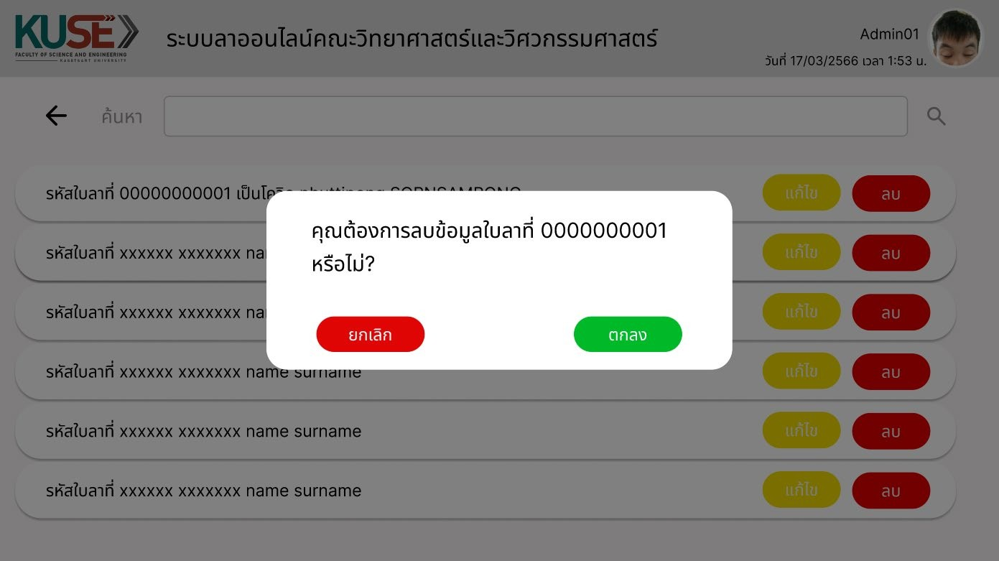 KUSE
FACULTY OF SCIENCE AND ENGINEERING
KASETSART UNIVERSITY
ระบบลาออนไลน์คณะวิทยาศาสตร์และวิศวกรรมศาสตร์
Admin01
วันที่ 17/03/2566 เวลา 1:53 น.
ค้นหา
รหัสใบลาที่ 00000000001 เป็นโควิด phuttipong SORNSAMRONG แก้ไข ลบ
คุณต้องการลบข้อมูลใบลาที่ 0000000001
หรือไม่?
ยกเลิก ตกลง
รหัสใบลาที่ xxxxxx xxxxxxx แก้ไข ลบ
รหัสใบลาที่ xxxxxx xxxxxxx แก้ไข ลบ
รหัสใบลาที่ xxxxxx xxxxxxx name surname แก้ไข ลบ
รหัสใบลาที่ xxxxxx xxxxxxx name surname แก้ไข ลบ
รหัสใบลาที่ xxxxxx xxxxxxx name surname แก้ไข ลบ